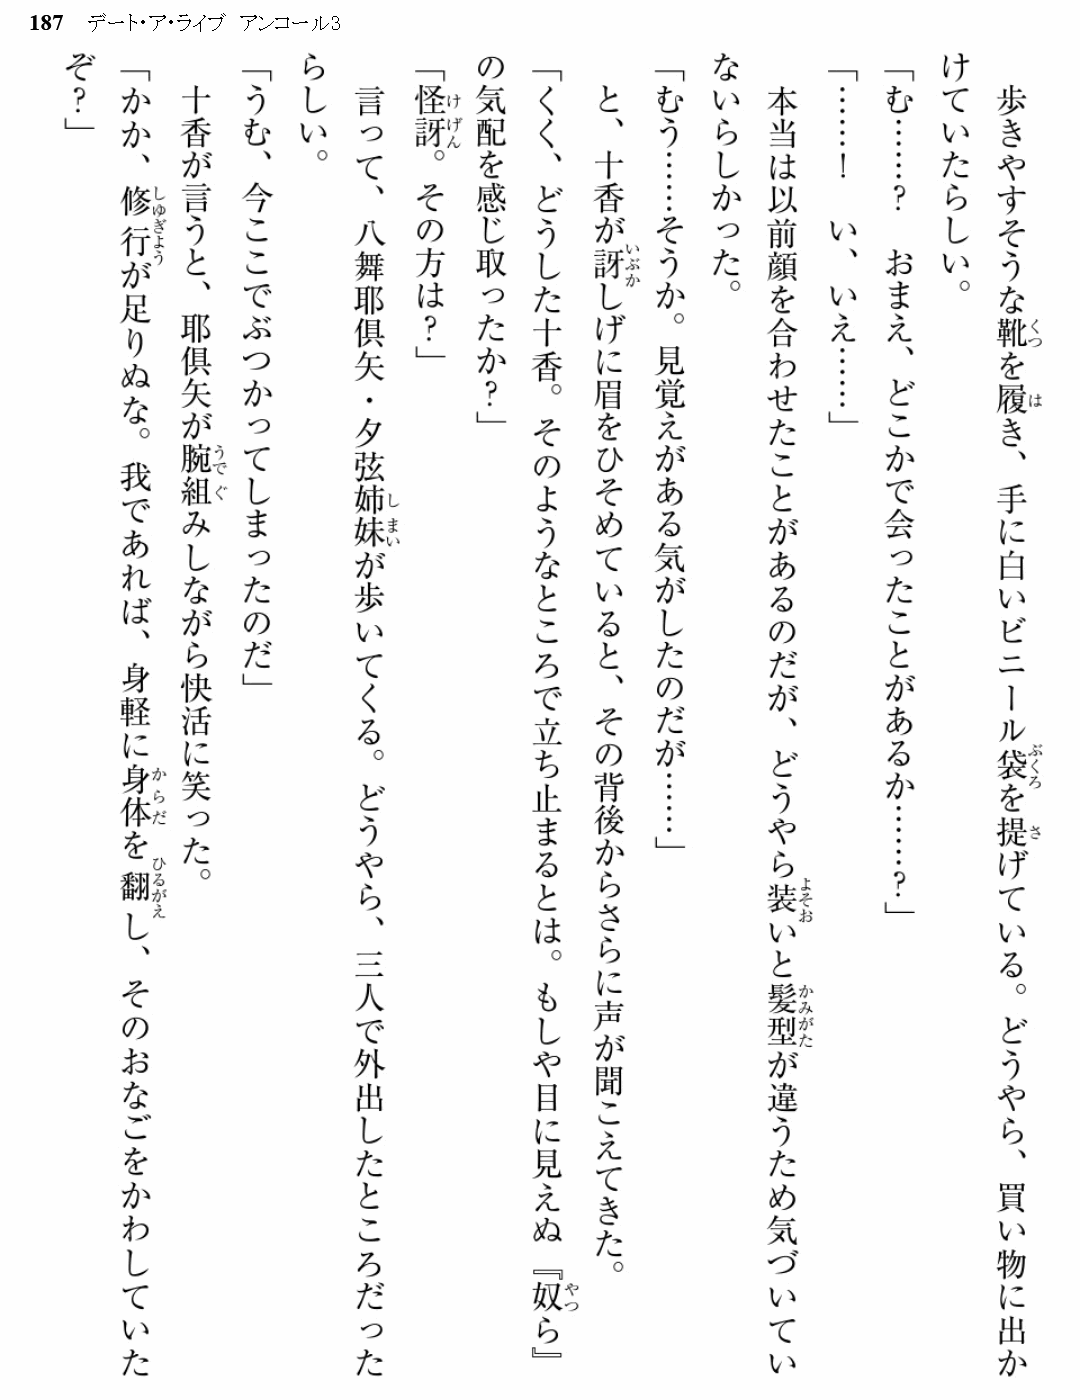 187 デート・ア・ライブ アンコール3
歩きやすそうな靴を履き、手に白いビニール袋を提げている。どうやら、買い物に出か
けていたらしい。
「む……? おまえ、どこかで会ったことがあるか……?」
「……! い、いえ……」
本当は以前顔を合わせたことがあるのだが、どうやら装いと髪型が違うため気づいてい
ないらしかった。
「むう……そうか。見覚えがある気がしたのだが……」
と、十香が訝しげに眉をひそめていると、その背後からさらに声が聞こえてきた。
「くく、どうした十香。そのようなところで立ち止まるとは。もしや目に見えぬ『奴ら』
の気配を感じ取ったか?」
「怪訝。その方は?」
言って、八舞耶倶矢・夕弦姉妹が歩いてくる。どうやら、三人で外出したところだった
らしい。
「うむ、今ここでぶつかってしまったのだ」
十香が言うと、耶倶矢が腕組みしながら快活に笑った。
「かか、修行が足りぬな。我であれば、身軽に身体を翻し、そのおなごをかわしていた
ぞ?」